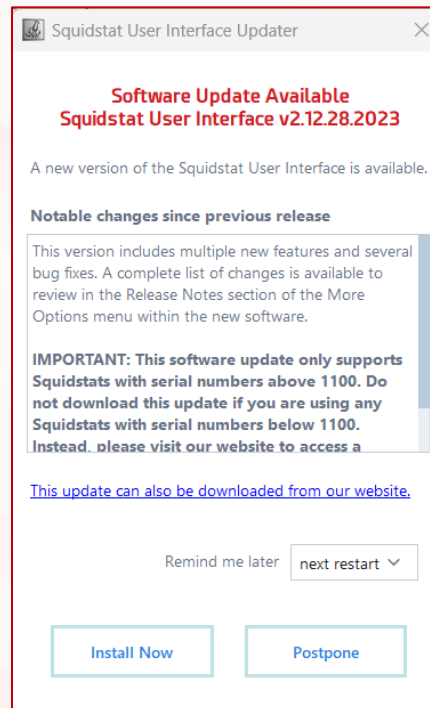 Squidstat User Interface Updater
Software Update Available
Squidstat User Interface v2.12.28.2023
A new version of the Squidstat User Interface is available.
Notable changes since previous release
This version includes multiple new features and several
bug fixes. A complete list of changes is available to
review in the Release Notes section of the More
Options menu within the new software.
IMPORTANT: This software update only supports
Squidstats with serial numbers above 1100. Do
not download this update if you are using any
Squidstats with serial numbers below 1100.
Instead, please visit our website to access a
This update can also be downloaded from our website.
Remind me later next restart
Install Now Postpone